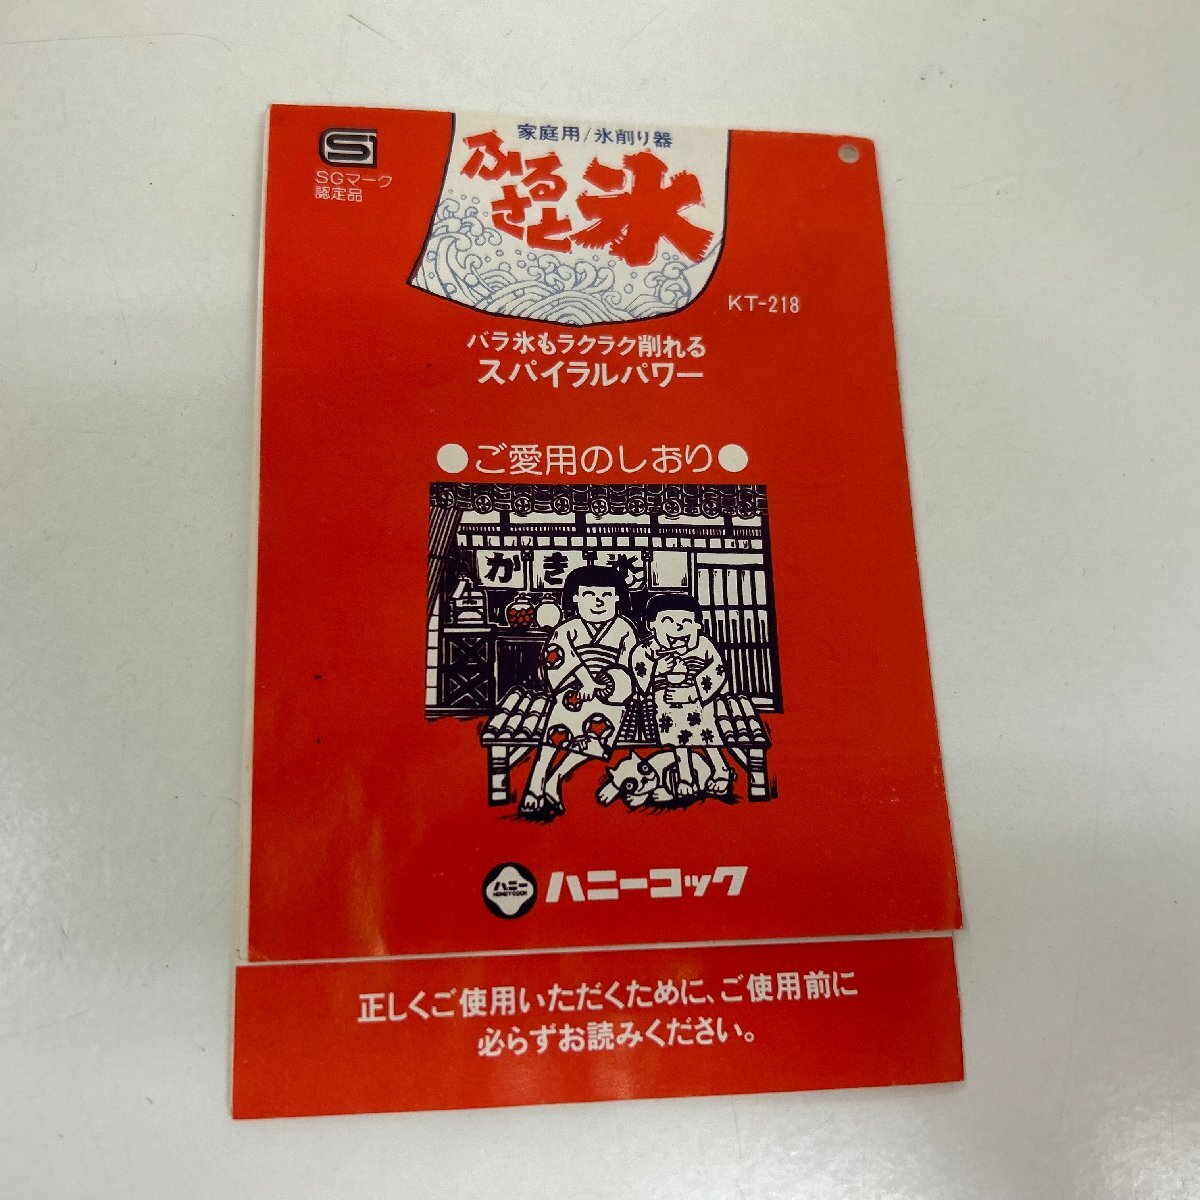 SGマーク
認定品
家庭用/氷削り器
ふるさと氷
KT-218
バラ氷もラクラク削れる
スパイラルパワー
●ご愛用のしおり●
かき氷
ハニー
HONEYCOOK
ハニーコック
正しくご使用いただくために、ご使用前に
必らずお読みください。